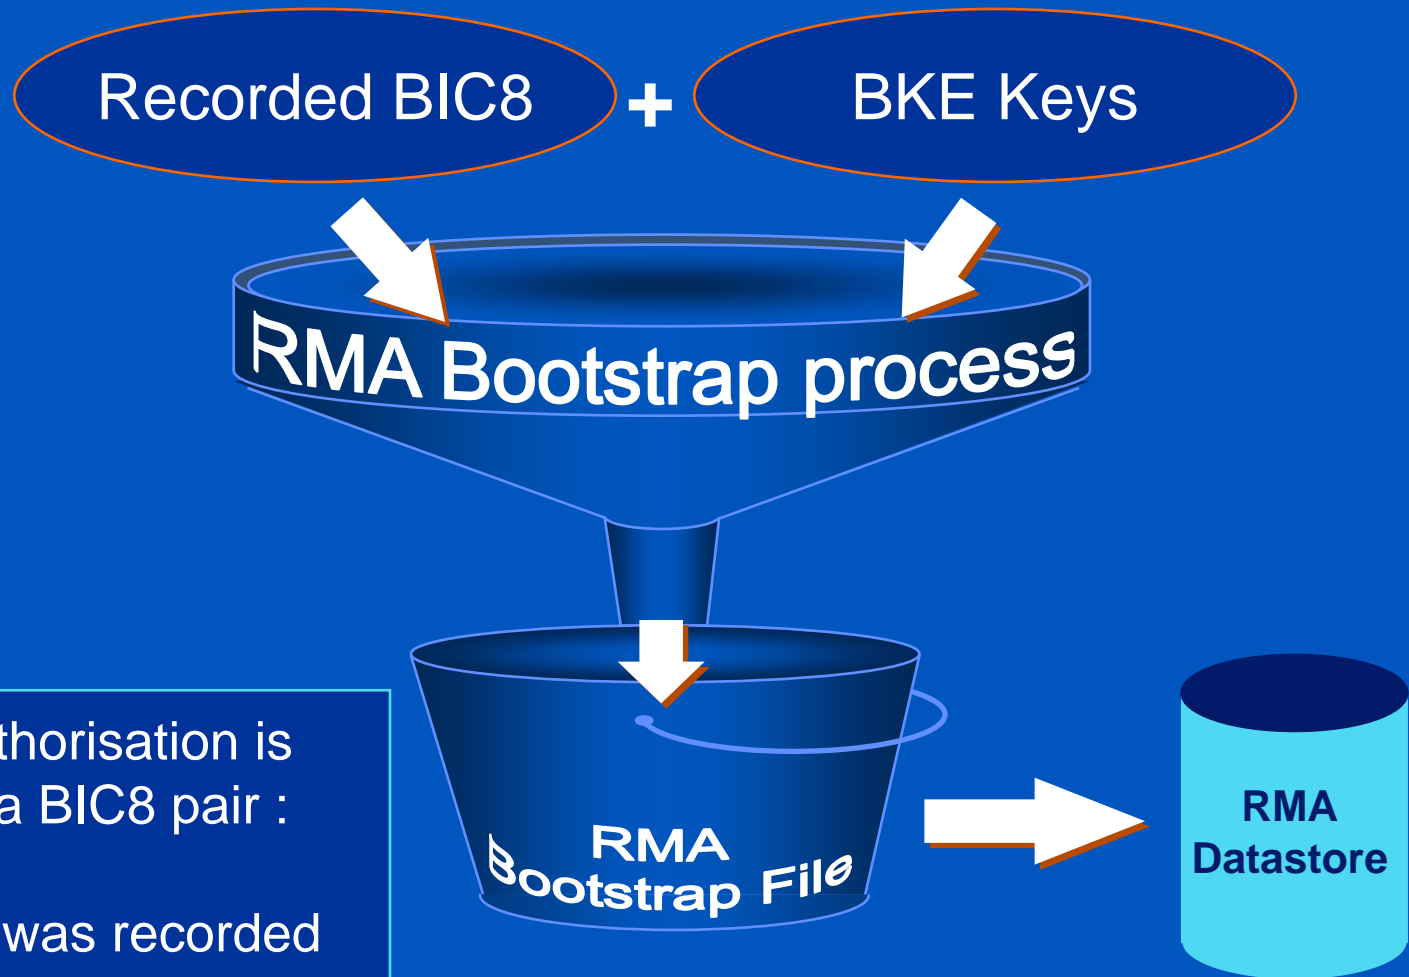 Recorded BIC8 + BKE Keys
RMA Bootstrap process
thorisation is
a BIC8 pair :
was recorded
RMA
Bootstrap File
RMA
Datastore